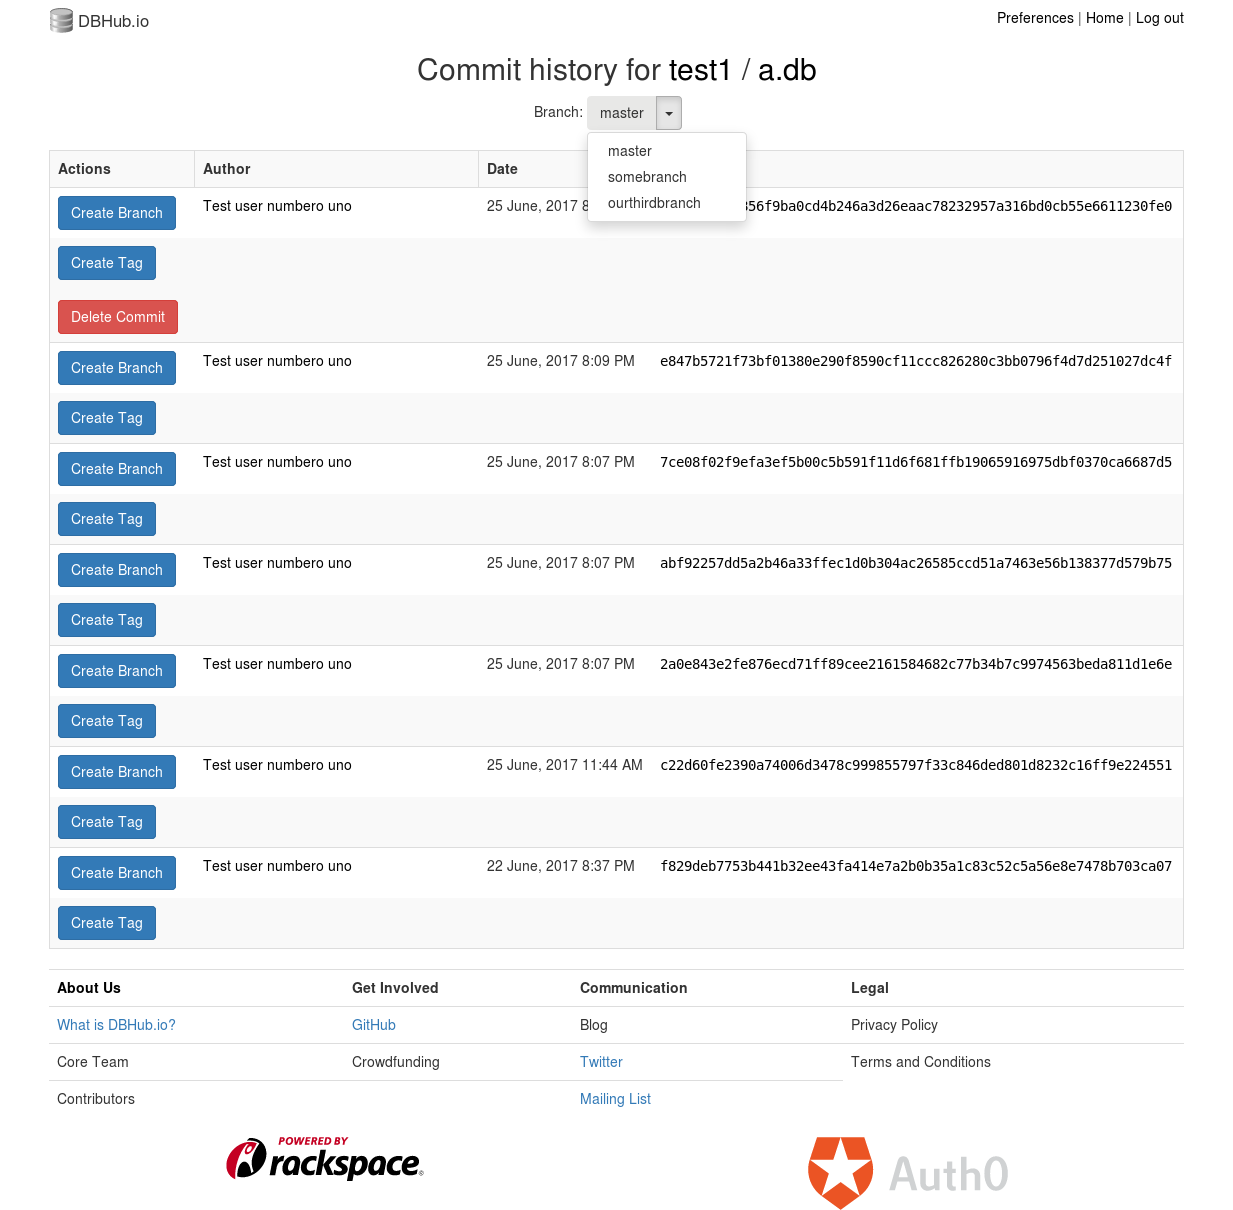 DBHub.io
Preferences | Home | Log out
Commit history for test1 / a.db
Branch: master
master
somebranch
ourthirdbranch
Actions Author Date
Create Branch Test user numbero uno 25 June, 2017 856f9ba0cd4b246a3d26eaac78232957a316bd0cb55e6611230fe0
Create Tag
Delete Commit
Create Branch Test user numbero uno 25 June, 2017 8:09 PM e847b5721f73bf01380e290f8590cf11ccc826280c3bb0796f4d7d251027dc4f
Create Tag
Create Branch Test user numbero uno 25 June, 2017 8:07 PM 7ce08f02f9efa3ef5b00c5b591f11d6f681ffb19065916975dbf0370ca6687d5
Create Tag
Create Branch Test user numbero uno 25 June, 2017 8:07 PM abf92257dd5a2b46a33ffec1d0b304ac26585ccd51a7463e56b138377d579b75
Create Tag
Create Branch Test user numbero uno 25 June, 2017 8:07 PM 2a0e843e2fe876ecd71ff89cee2161584682c77b34b7c9974563beda811d1e6e
Create Tag
Create Branch Test user numbero uno 25 June, 2017 11:44 AM c22d60fe2390a74006d3478c999855797f33c846ded801d8232c16ff9e224551
Create Tag
Create Branch Test user numbero uno 22 June, 2017 8:37 PM f829deb7753b441b32ee43fa414e7a2b0b35a1c83c52c5a56e8e7478b703ca07
Create Tag
About Us Get Involved Communication Legal
What is DBHub.io? GitHub Blog Privacy Policy
Core Team Crowdfunding Twitter Terms and Conditions
Contributors Mailing List
POWERED BY
rackspace®
Auth0